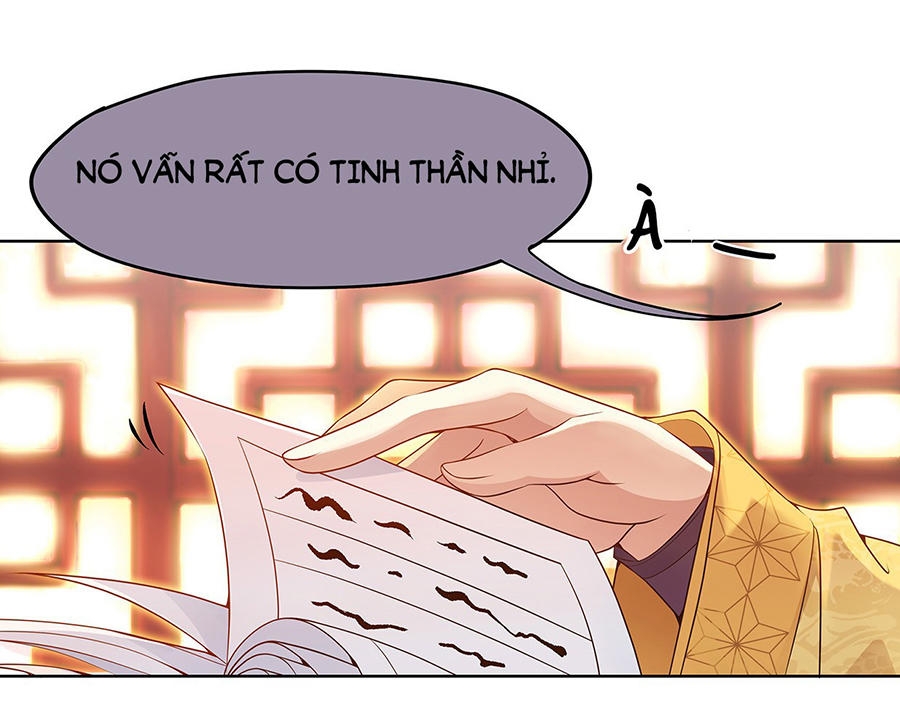 NÓ VẪN RẤT CÓ TINH THẦN NHỈ.
À